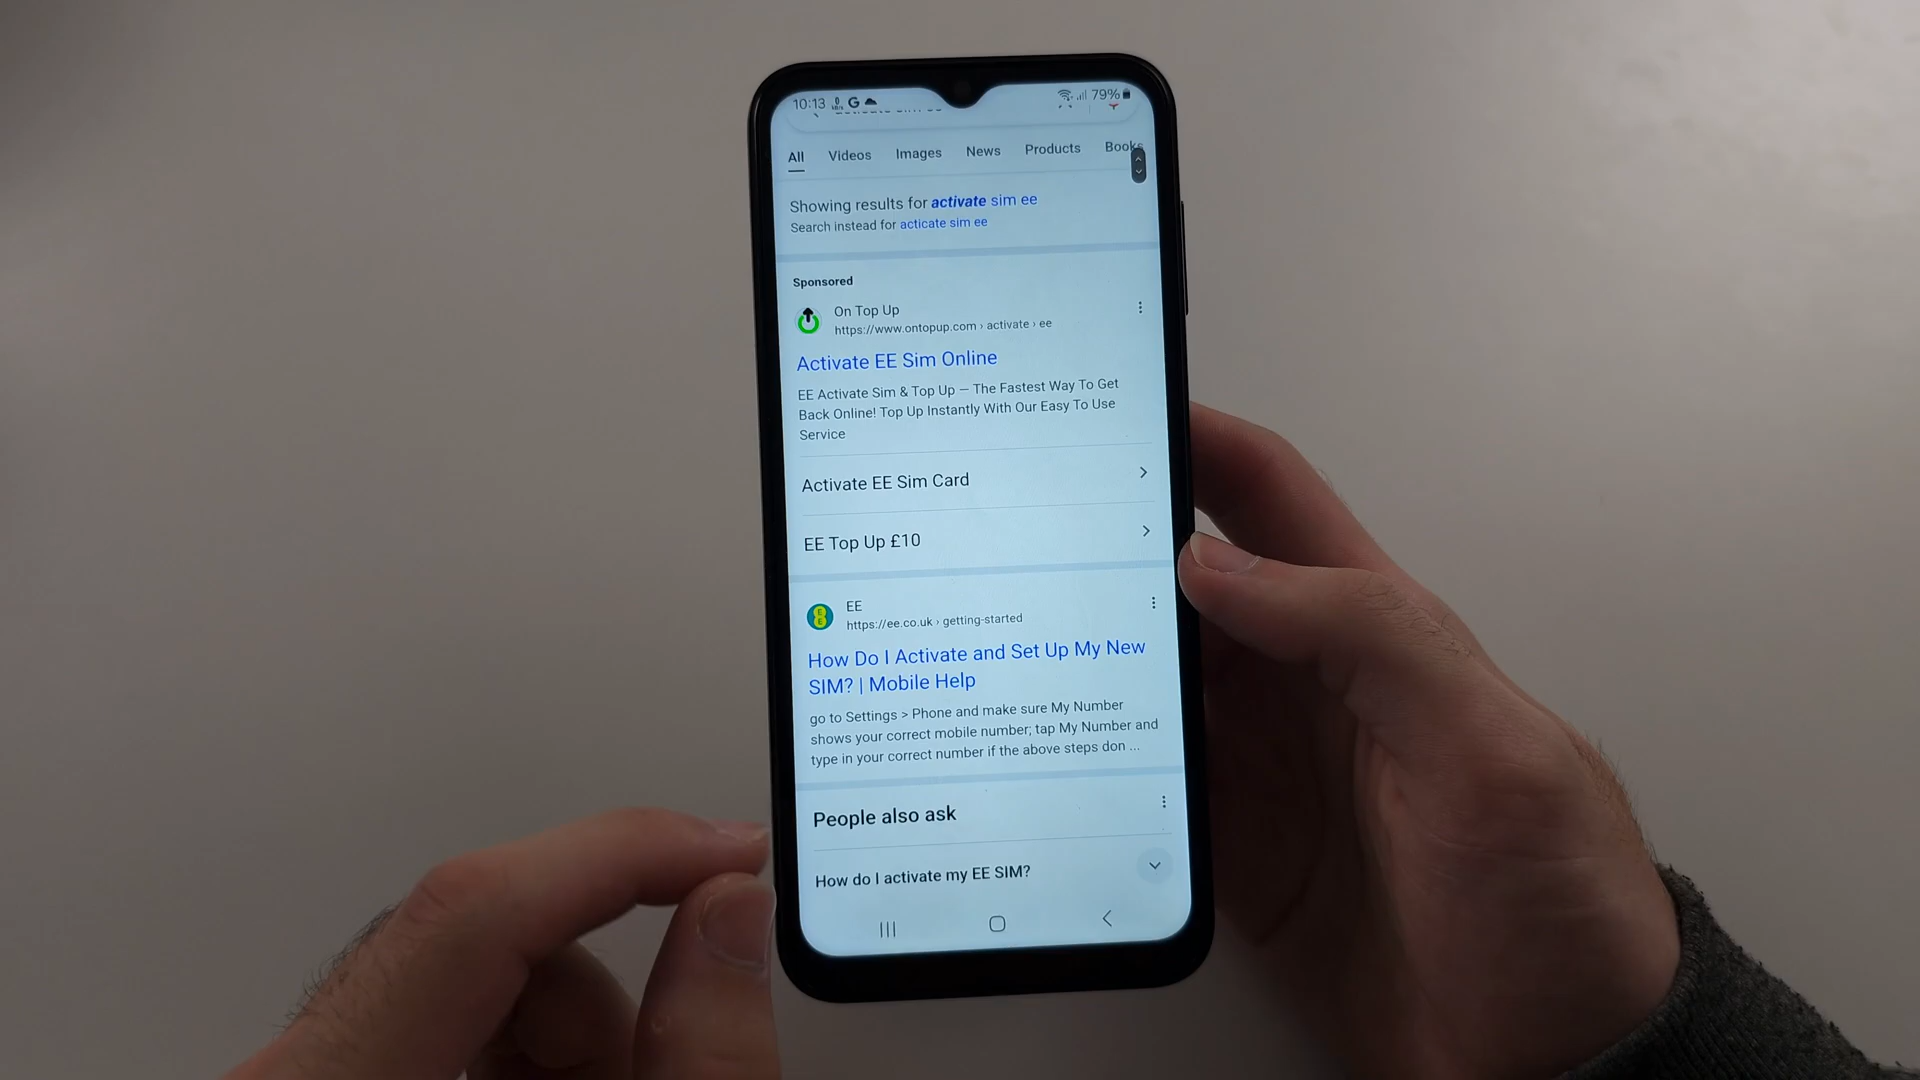 10:13 G 79%
All Videos Images News Products Books
Showing results for activate sim ee
Search instead for acticate sim ee
Sponsored
On Top Up
https://www.ontopup.com › activate › ee
Activate EE Sim Online
EE Activate Sim & Top Up – The Fastest Way To Get
Back Online! Top Up Instantly With Our Easy To Use
Service
Activate EE Sim Card
EE Top Up £10
EE
https://ee.co.uk › getting-started
How Do I Activate and Set Up My New
SIM? | Mobile Help
go to Settings > Phone and make sure My Number
shows your correct mobile number; tap My Number and
type in your correct number if the above steps don ...
People also ask
How do I activate my EE SIM?